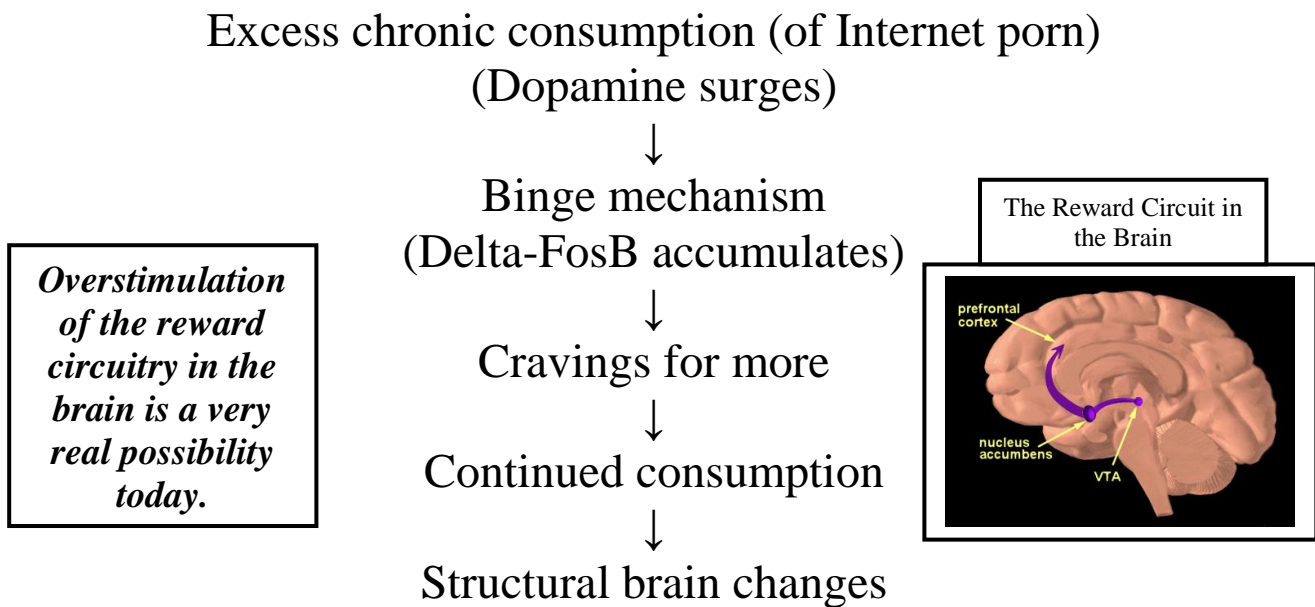 Excess chronic consumption (of Internet porn)
(Dopamine surges)
↓
Binge mechanism
(Delta-FosB accumulates)
↓
Cravings for more
↓
Continued consumption
↓
Structural brain changes
Overstimulation
of the reward
circuitry in the
brain is a very
real possibility
today.
The Reward Circuit in
the Brain
prefrontal
cortex
nucleus
accumbens
VTA